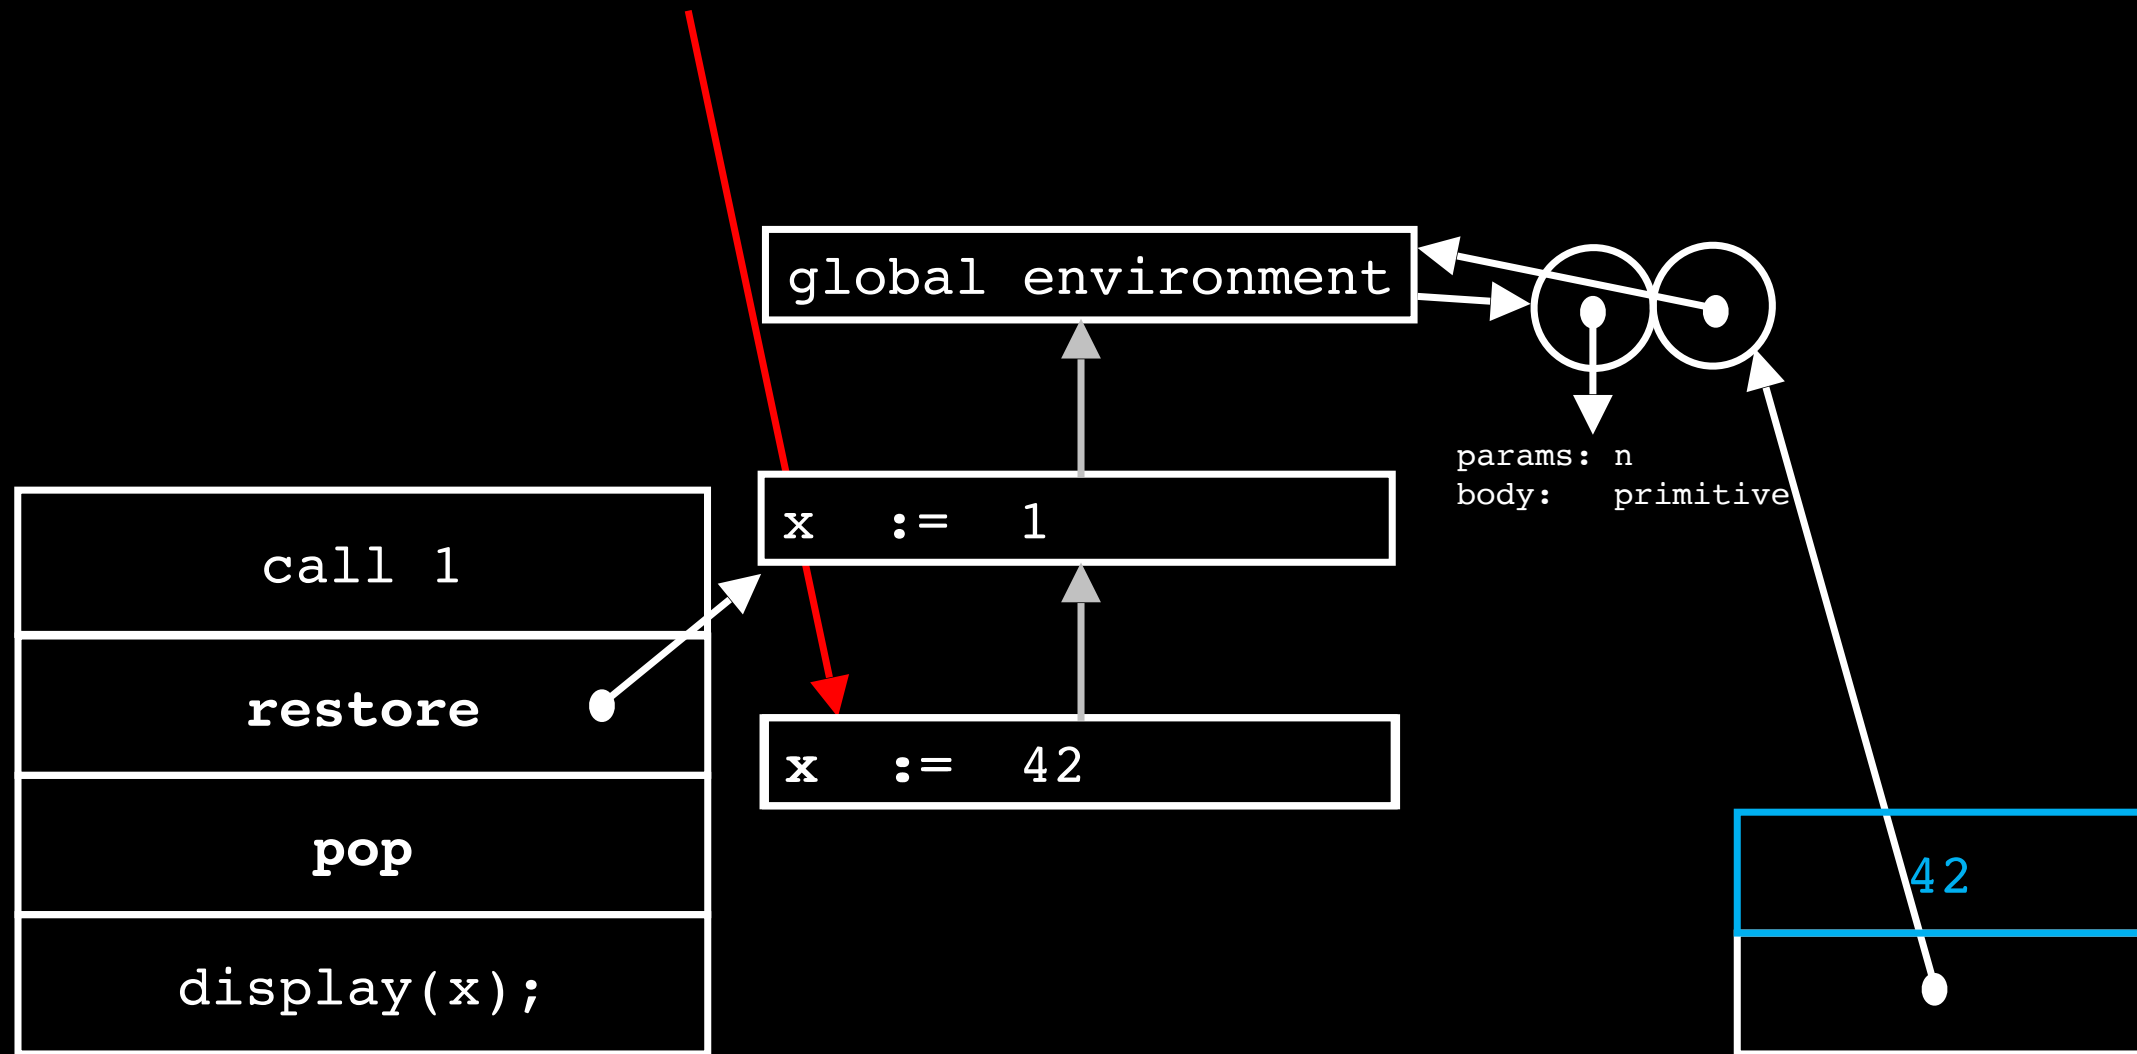 global environment
params: n
body:   primitive
x  :=  1
call 1
restore
x  :=  42
pop
42
display(x);